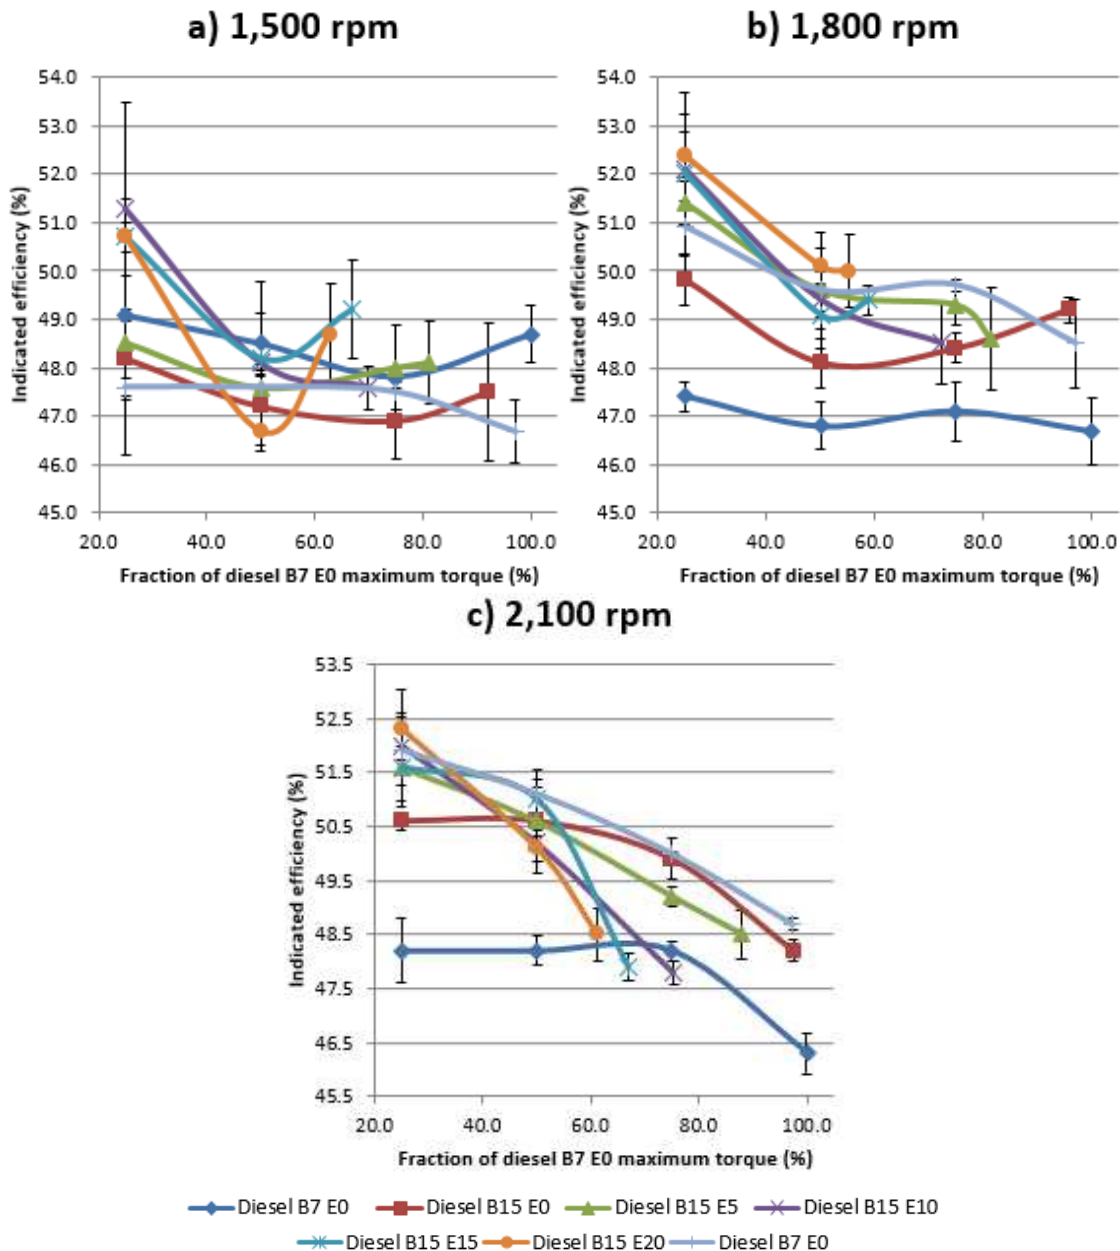 a) 1,500 rpm
b) 1,800 rpm
54.0
53.0
52.0
51.0
50.0
49.0
48.0
47.0
46.0
45.0
Indicated efficiency (%)
20.0 40.0 60.0 80.0 100.0
Fraction of diesel B7 E0 maximum torque (%)
54.0
53.0
52.0
51.0
50.0
49.0
48.0
47.0
46.0
45.0
Indicated efficiency (%)
20.0 40.0 60.0 80.0 100.0
Fraction of diesel B7 E0 maximum torque (%)
c) 2,100 rpm
53.5
52.5
51.5
50.5
49.5
48.5
47.5
46.5
45.5
Indicated efficiency (%)
20.0 40.0 60.0 80.0 100.0
Fraction of diesel B7 E0 maximum torque (%)
Diesel B7 E0 Diesel B15 E0 Diesel B15 E5 Diesel B15 E10
Diesel B15 E15 Diesel B15 E20 Diesel B7 E0